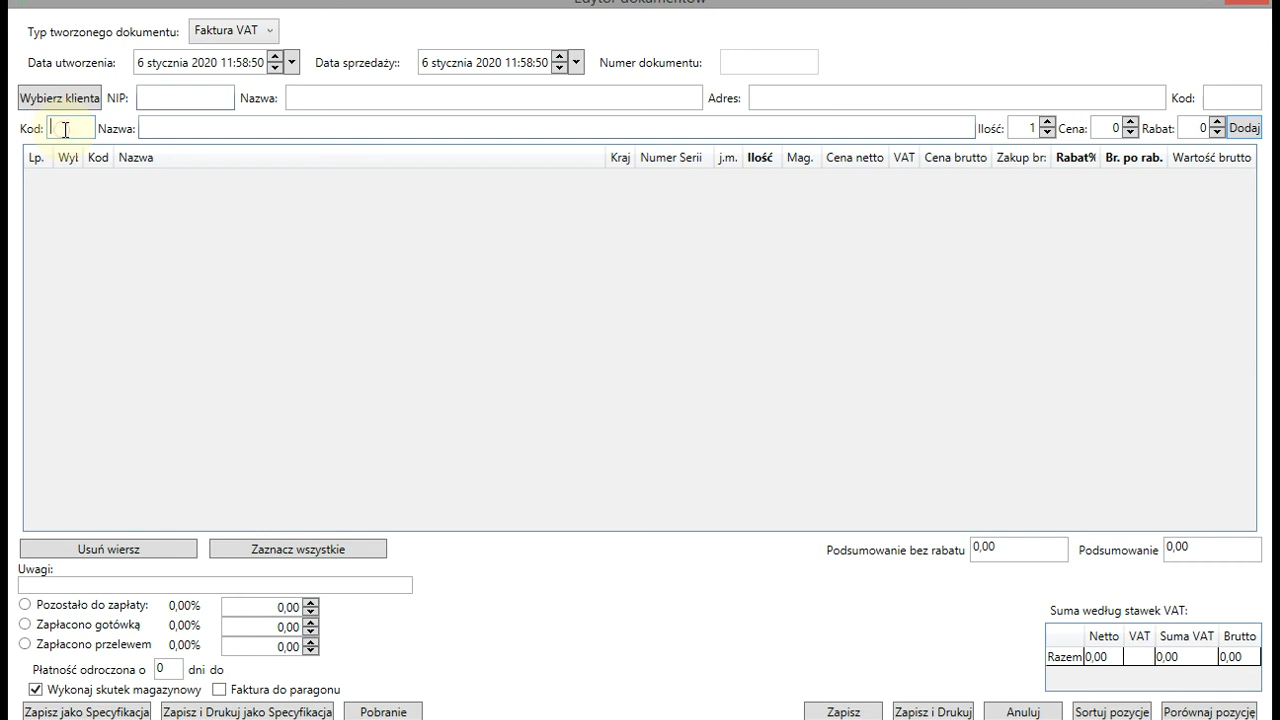 Edytor dokumentów
Typ tworzonego dokumentu: Faktura VAT
Data utworzenia: 6 stycznia 2020 11:58:50 Data sprzedaży:: 6 stycznia 2020 11:58:50 Numer dokumentu:
Wybierz klienta NIP: Nazwa: Adres: Kod:
Kod: Nazwa: Ilość: 1 Cena: 0 Rabat: 0 Dodaj
Lp. Wył Kod Nazwa Kraj Numer Serii j.m. Ilość Mag. Cena netto VAT Cena brutto Zakup br: Rabat% Br. po rab. Wartość brutto
Usuń wiersz Zaznacz wszystkie Podsumowanie bez rabatu 0,00 Podsumowanie 0,00
Uwagi:
Pozostało do zapłaty: 0,00% 0,00
Zapłacono gotówką 0,00% 0,00
Zapłacono przelewem 0,00% 0,00
Płatność odroczona o 0 dni do
Wykonaj skutek magazynowy Faktura do paragonu
Suma według stawek VAT:
Netto VAT Suma VAT Brutto
Razem 0,00 0,00 0,00
Zapisz jako Specyfikacja Zapisz i Drukuj jako Specyfikacja Pobranie Zapisz Zapisz i Drukuj Anuluj Sortuj pozycje Porównaj pozycję